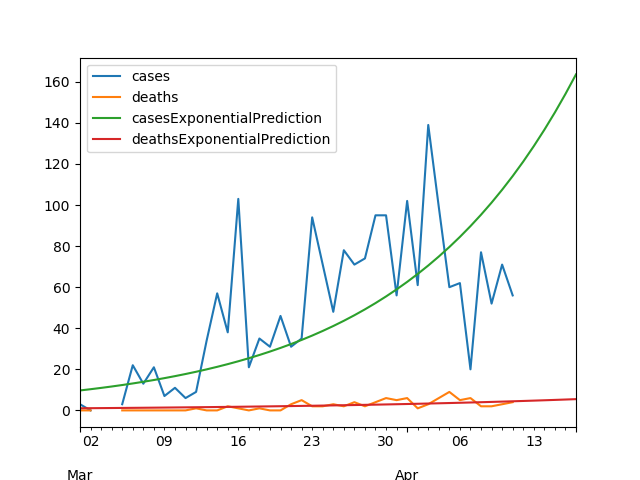 cases
deaths
casesExponentialPrediction
deathsExponentialPrediction
160
140
120
100
80
60
40
20
0
02 09 16 23 30 06 13
Mar Apr